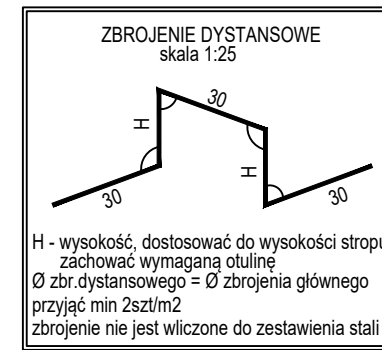 ZBROJENIE DYSTANSOWE
skala 1:25
30
H
H
30
30
H - wysokość, dostosować do wysokości stropu
zachować wymaganą otulinę
Ø zbr.dystansowego = Ø zbrojenia głównego
przyjąć min 2szt/m2
zbrojenie nie jest wliczone do zestawienia stali